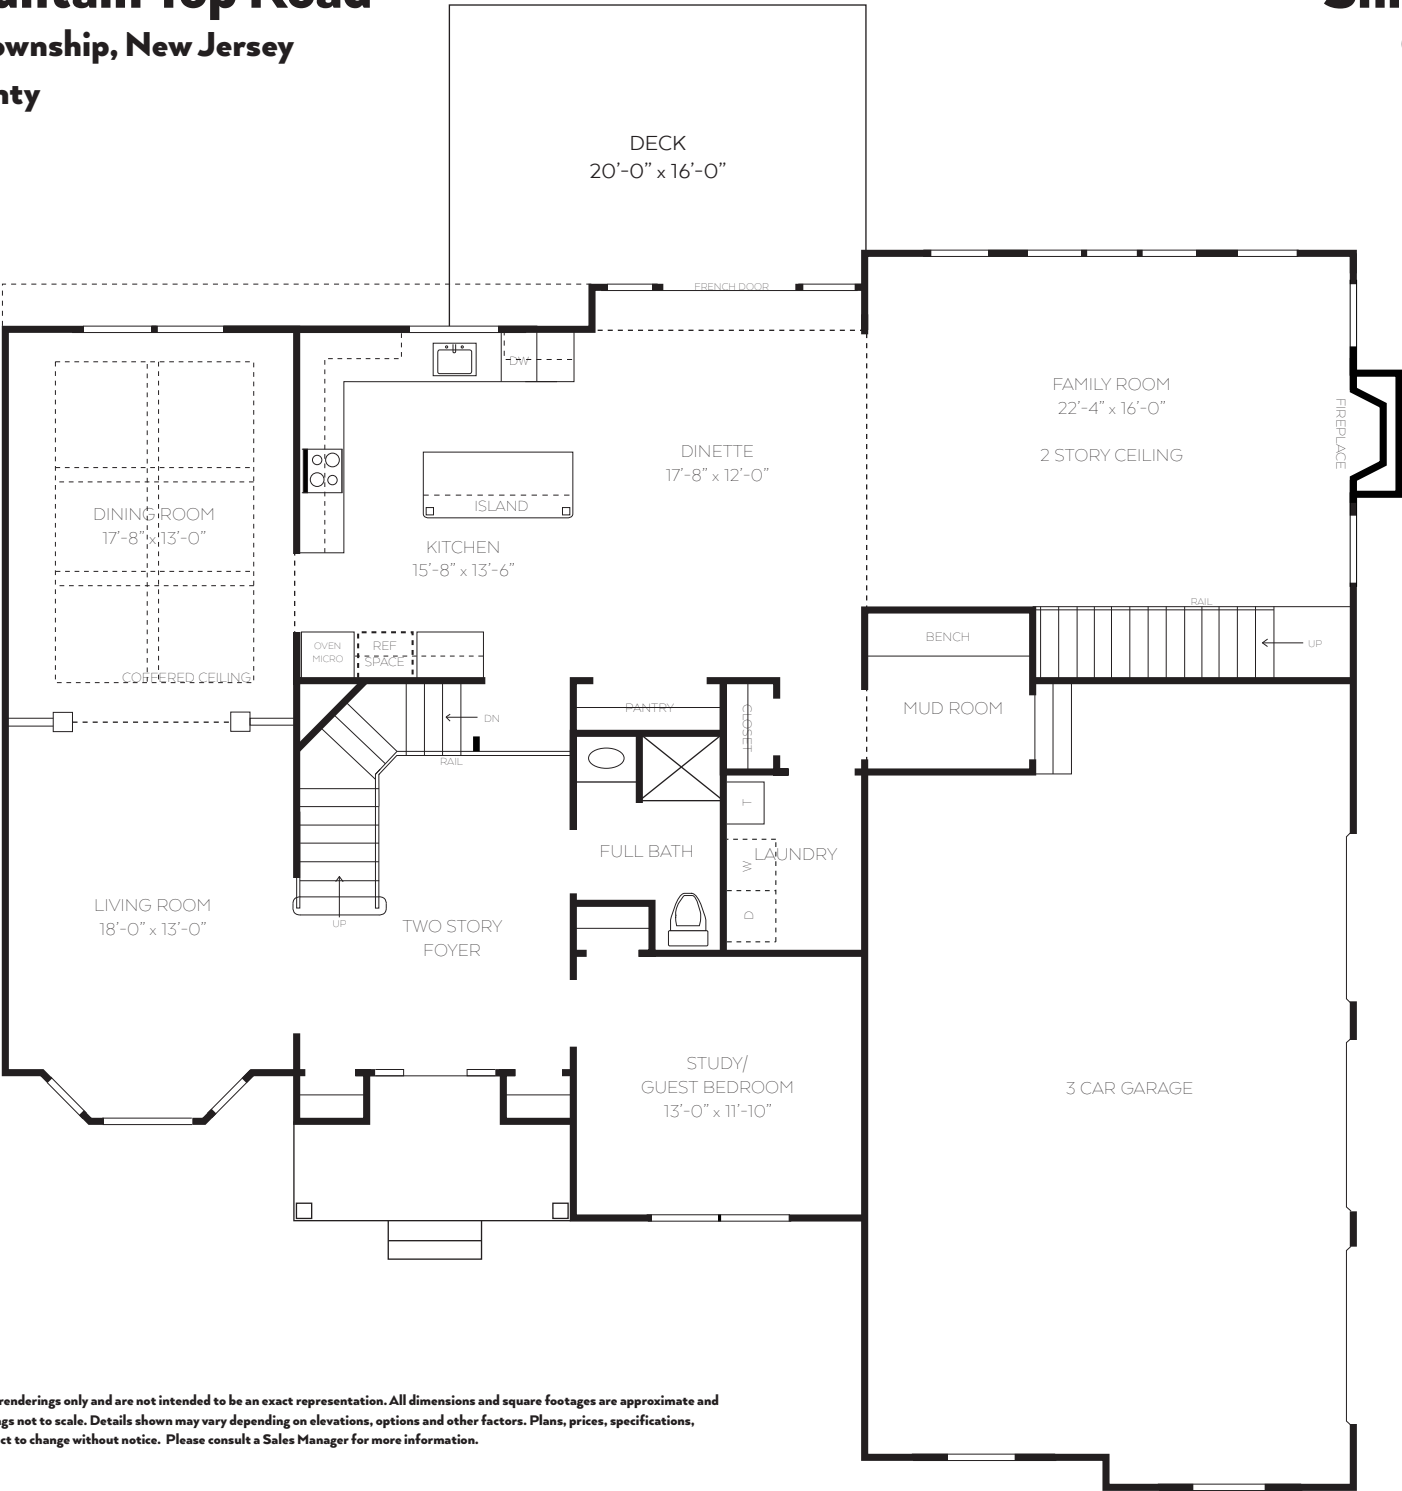 Top Road
New Jersey
DECK
20’-0” x 16’-0”
FRENCH DOOR
DW
FAMILY ROOM
22’-4” x 16’-0”
2 STORY CEILING
FIREPLACE
DINETTE
17’-8” x 12’-0”
ISLAND
DINING ROOM
17’-8” x 13’-0”
KITCHEN
15’-8” x 13’-6”
RAIL
OVEN
MICRO
REF
SPACE
BENCH
UP
COFFERED CEILING
PANTRY
CLOSET
MUD ROOM
DN
RAIL
T
FULL BATH
LAUNDRY
W
D
LIVING ROOM
18’-0” x 13’-0”
UP
TWO STORY
FOYER
STUDY/
GUEST BEDROOM
13’-0” x 11’-10”
3 CAR GARAGE
renderings only and are not intended to be an exact representation. All dimensions and square footages are approximate and
not to scale. Details shown may vary depending on elevations, options and other factors. Plans, prices, specifications,
to change without notice. Please consult a Sales Manager for more information.